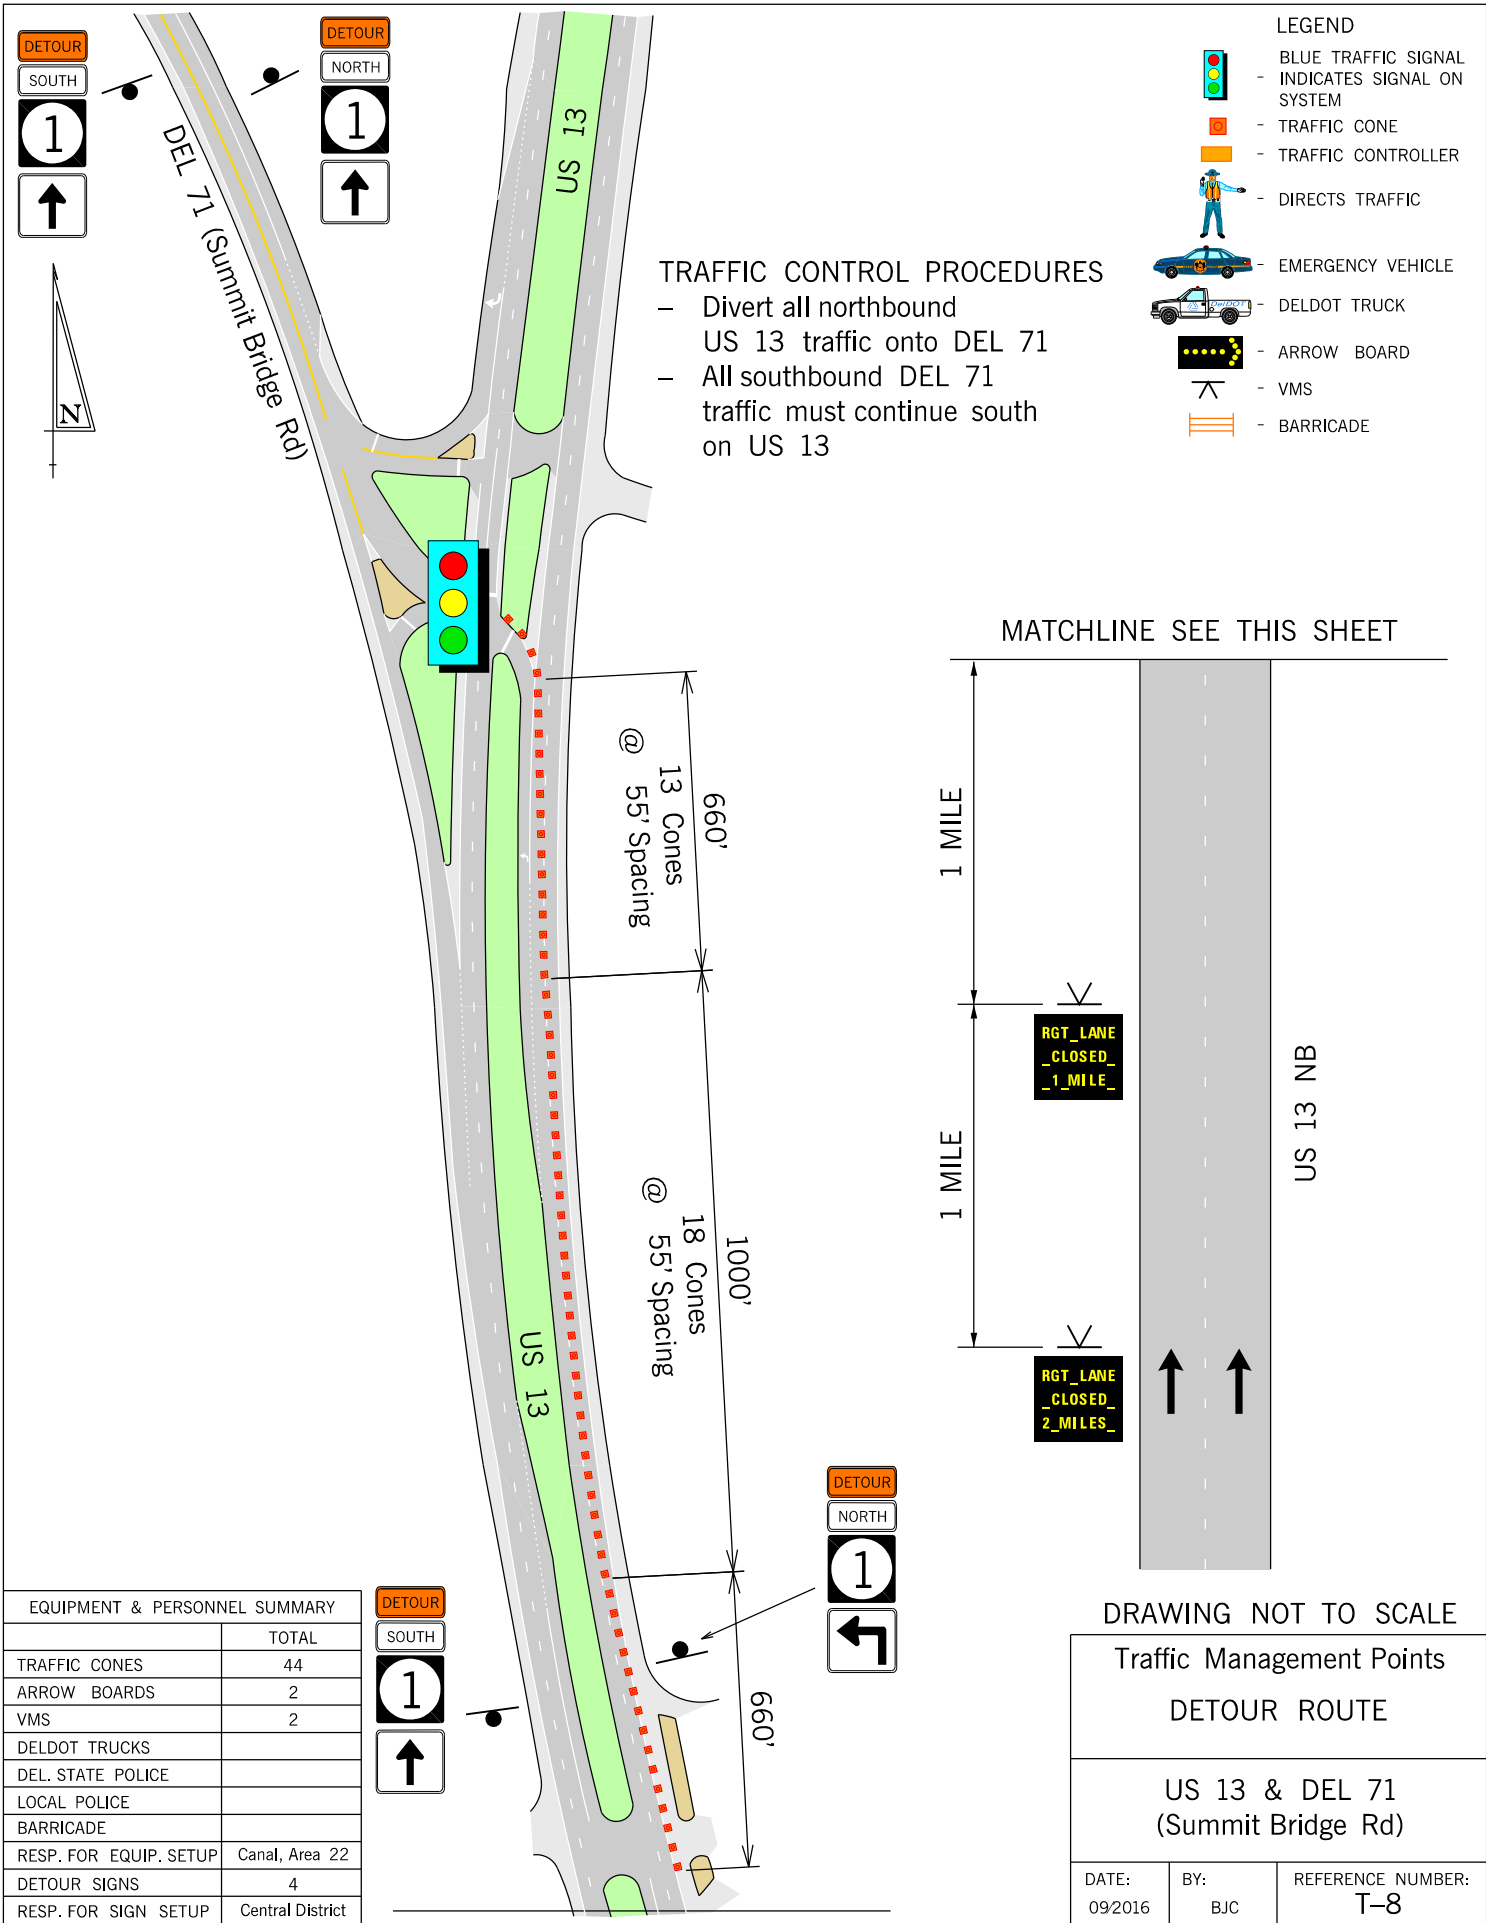 DETOUR
SOUTH
1
DETOUR
NORTH
1
DEL 71 (Summit Bridge Rd)
US 13
N
TRAFFIC CONTROL PROCEDURES
– Divert all northbound
US 13 traffic onto DEL 71
– All southbound DEL 71
traffic must continue south
on US 13
LEGEND
BLUE TRAFFIC SIGNAL
- INDICATES SIGNAL ON
SYSTEM
- TRAFFIC CONE
- TRAFFIC CONTROLLER
- DIRECTS TRAFFIC
- EMERGENCY VEHICLE
DelDOT
- DELDOT TRUCK
- ARROW BOARD
- VMS
- BARRICADE
MATCHLINE SEE THIS SHEET
660'
13 Cones
@ 55' Spacing
1000'
18 Cones
@ 55' Spacing
660'
US 13
1 MILE
1 MILE
RGT_LANE
_CLOSED_
_1_MILE_
RGT_LANE
_CLOSED_
2_MILES_
US 13 NB
DETOUR
NORTH
1
DETOUR
SOUTH
1
EQUIPMENT & PERSONNEL SUMMARY
TOTAL
TRAFFIC CONES 44
ARROW BOARDS 2
VMS 2
DELDOT TRUCKS
DEL. STATE POLICE
LOCAL POLICE
BARRICADE
RESP. FOR EQUIP. SETUP Canal, Area 22
DETOUR SIGNS 4
RESP. FOR SIGN SETUP Central District
DRAWING NOT TO SCALE
Traffic Management Points
DETOUR ROUTE
US 13 & DEL 71
(Summit Bridge Rd)
DATE: BY: REFERENCE NUMBER:
09/2016 BJC T–8